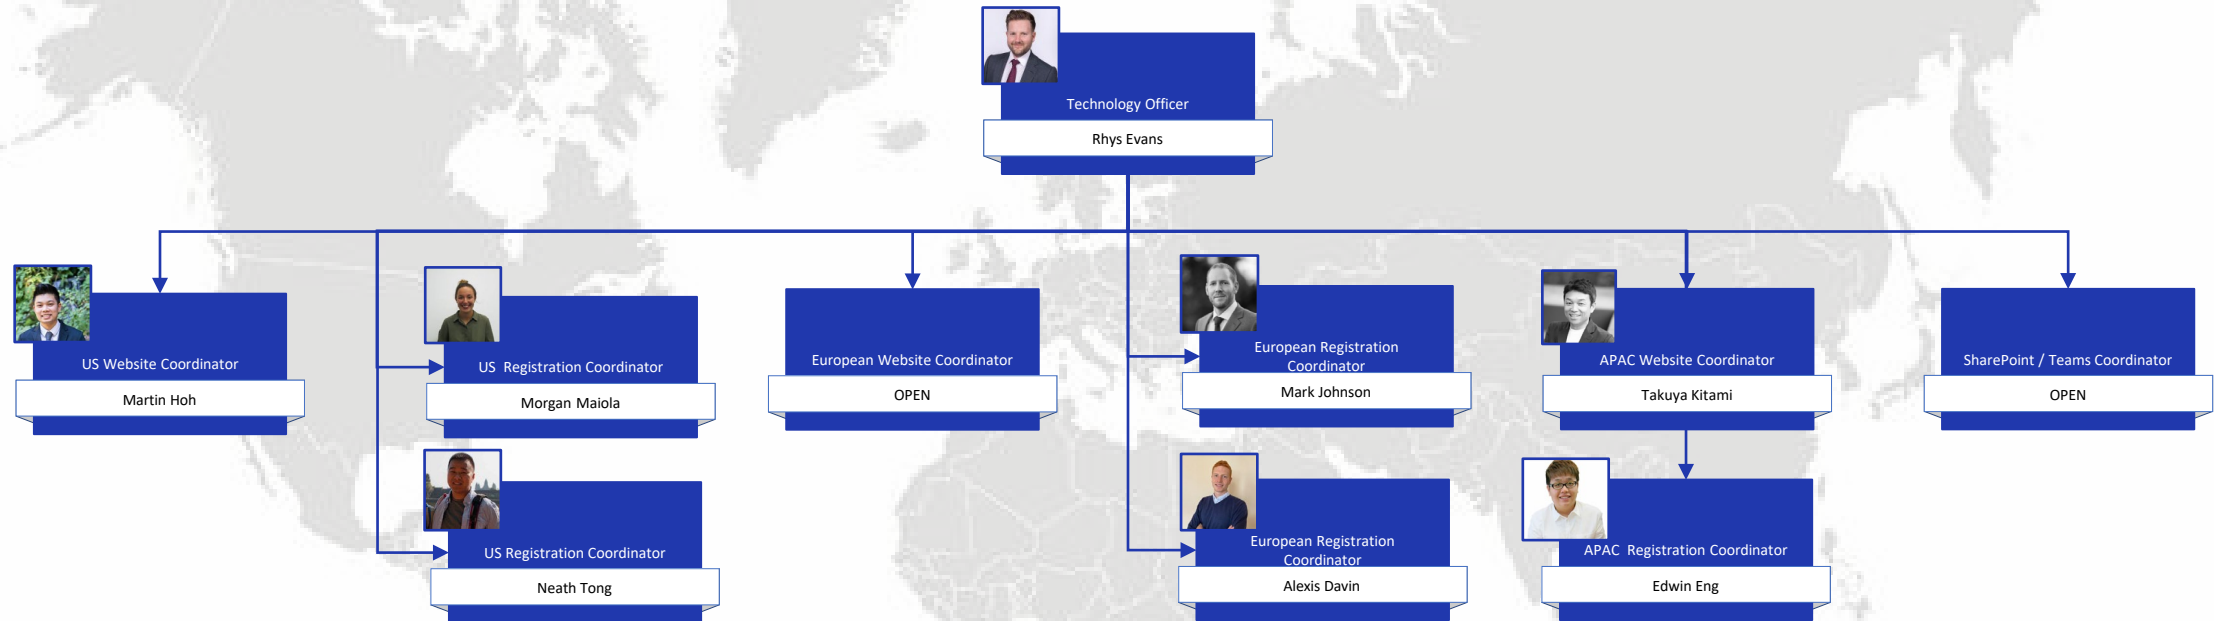 Technology Officer
Rhys Evans
US Website Coordinator
Martin Hoh
US  Registration Coordinator
Morgan Maiola
European Website Coordinator
OPEN
European Registration
Coordinator
Mark Johnson
APAC Website Coordinator
Takuya Kitami
SharePoint / Teams Coordinator
OPEN
US Registration Coordinator
Neath Tong
European Registration
Coordinator
Alexis Davin
APAC  Registration Coordinator
Edwin Eng